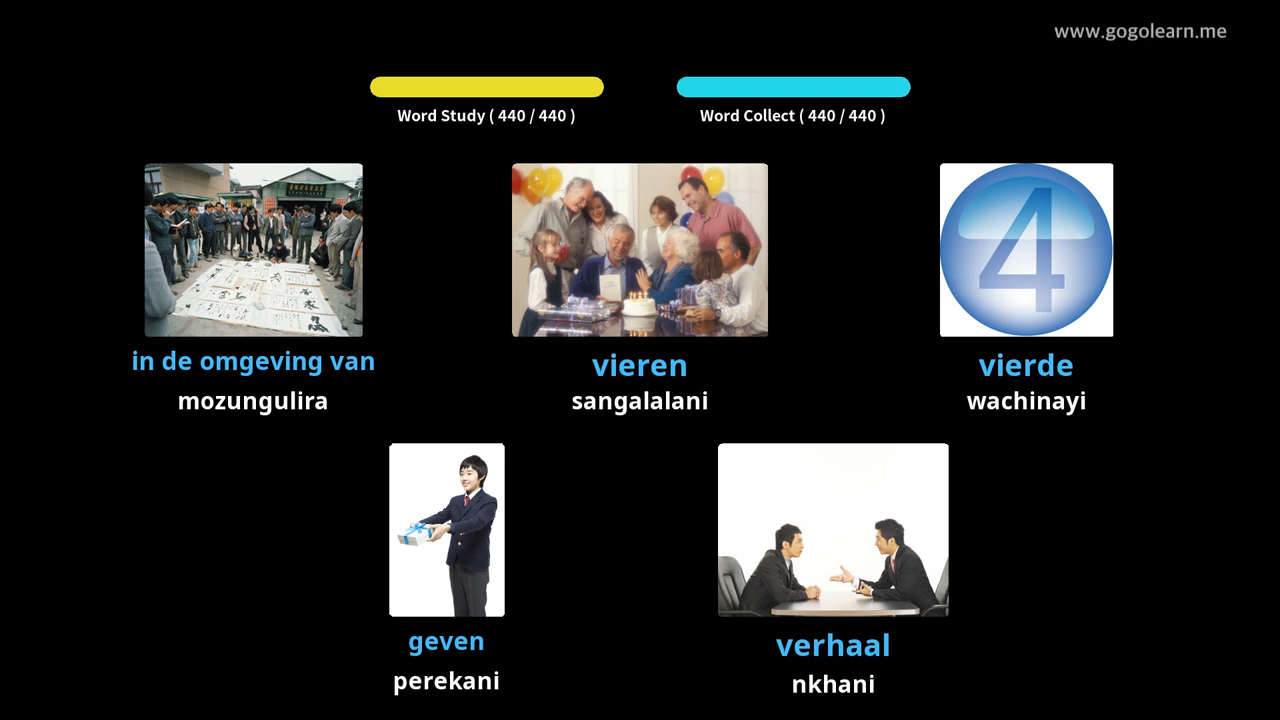 www.gogolearn.me
Word Study ( 440 / 440 )
Word Collect ( 440 / 440 )
in de omgeving van
mozungulira
vieren
sangalalani
4
vierde
wachinayi
geven
perekani
verhaal
nkhani